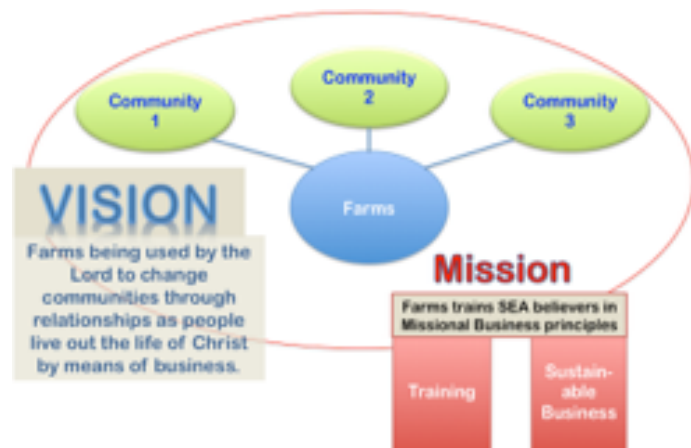 Community
1
Community
2
Community
3
Farms
VISION
Farms being used by the
Lord to change
communities through
relationships as people
live out the life of Christ
by means of business.
Mission
Farms trains SEA believers in
Missional Business principles
Training
Sustain-
able
Business